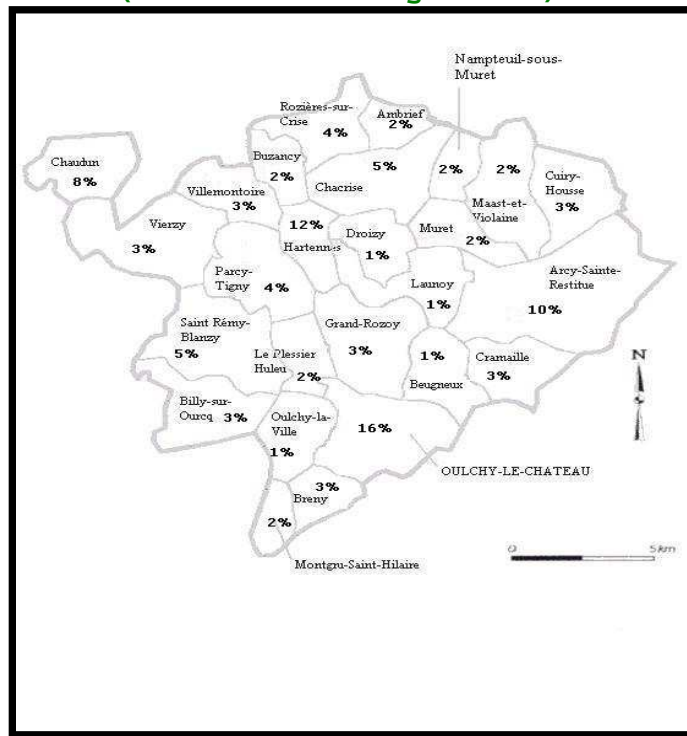 Nampteuil-sous-
Muret
Rozières-sur-
Crise
4%
Ambrief
2%
Chaudun
8%
Buzancy
2%
5%
Chacrise
2%
2%
Maast-et-
Violaine
Cuiry-
Housse
3%
Villemontoire
3%
Vierzy
3%
12%
Hartennes
Droizy
1%
Muret
2%
Parcy-
Tigny
4%
Launoy
1%
Arcy-Sainte-
Restitue
10%
Saint Rémy-
Blanzy
5%
Grand-Rozoy
3%
Le Plessier
Huleu
2%
1%
Beugneux
Cramaille
3%
N
Billy-sur-
Ourcq
3%
Oulchy-la-
Ville
1%
16%
OULCHY-LE-CHATEAU
3%
Breny
2%
Montgru-Saint-Hilaire
0 5km